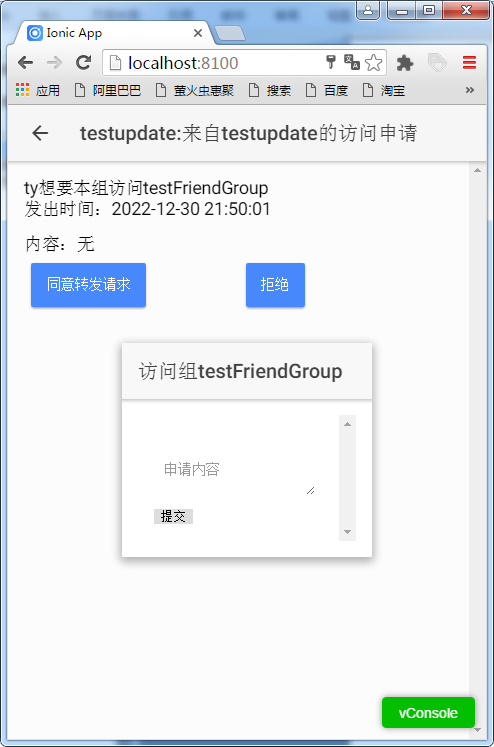 Ionic App
localhost:8100
应用 阿里巴巴 萤火虫惠聚 搜索 百度 淘宝 »
testupdate:来自testupdate的访问申请
ty想要本组访问testFriendGroup
发出时间：2022-12-30 21:50:01
内容：无
同意转发请求 拒绝
访问组testFriendGroup
申请内容
提交
vConsole